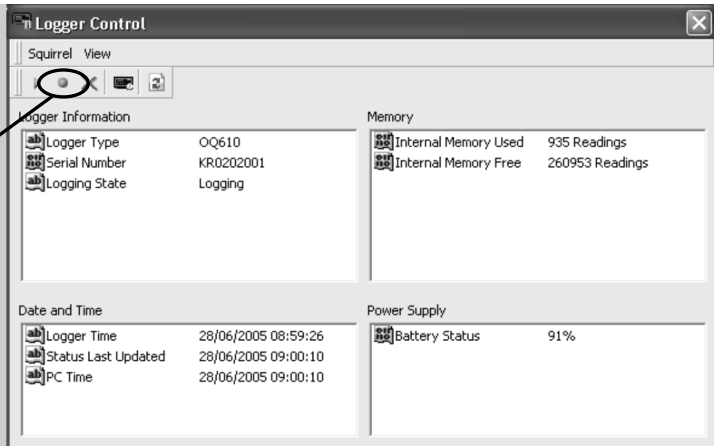 Logger Control
Squirrel View
Logger Information
Logger Type OQ610
Serial Number KR0202001
Logging State Logging
Memory
Internal Memory Used 935 Readings
Internal Memory Free 260953 Readings
Date and Time
Logger Time 28/06/2005 08:59:26
Status Last Updated 28/06/2005 09:00:10
PC Time 28/06/2005 09:00:10
Power Supply
Battery Status 91%